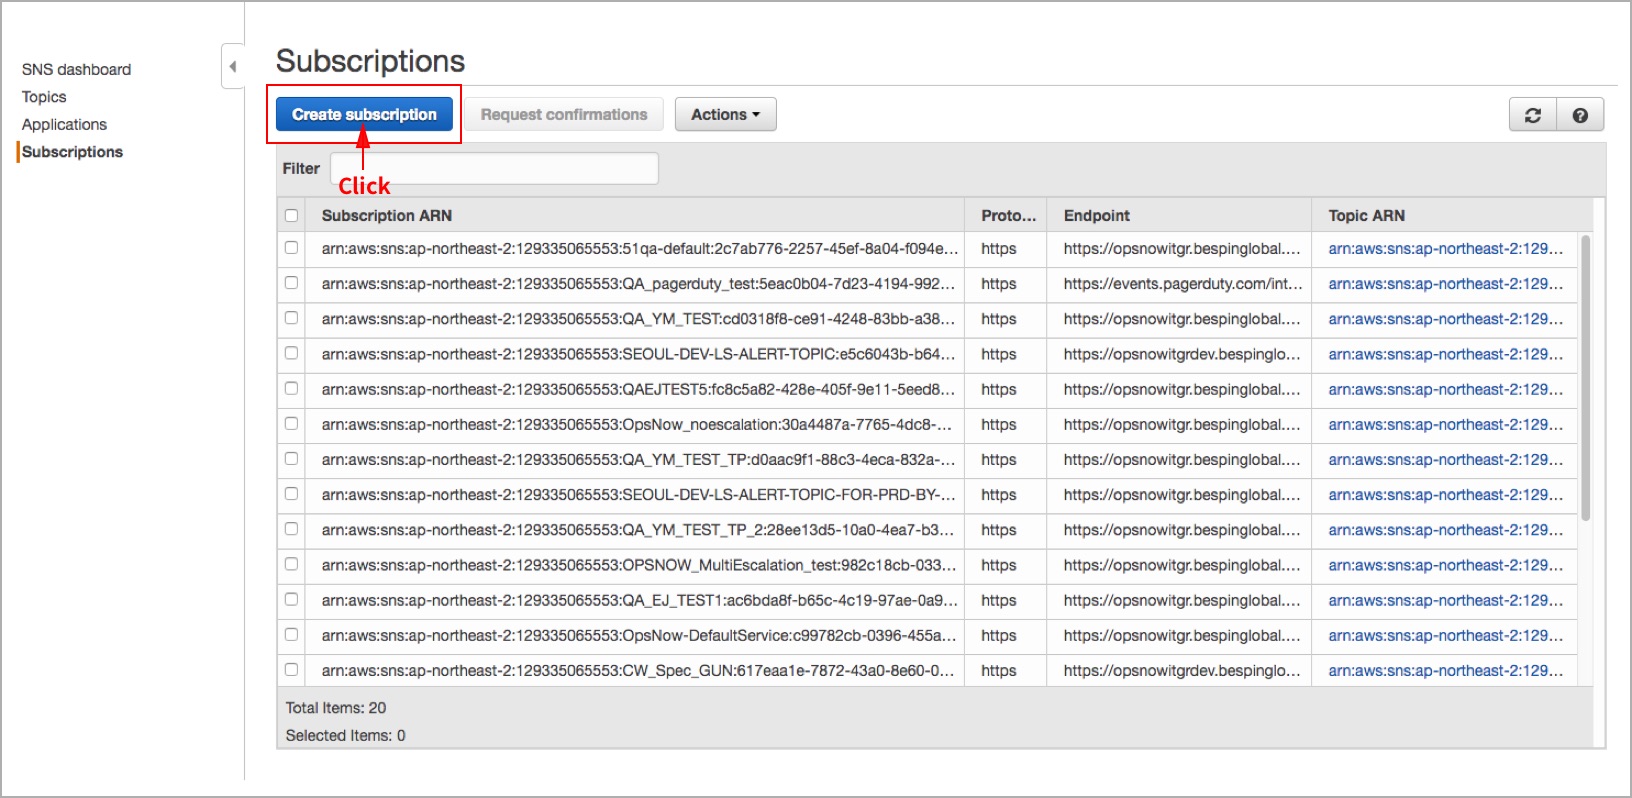 SNS dashboard
Topics
Applications
Subscriptions
Subscriptions
Create subscription Request confirmations Actions
Click
Filter
Subscription ARN Proto... Endpoint Topic ARN
arn:aws:sns:ap-northeast-2:129335065553:51qa-default:2c7ab776-2257-45ef-8a04-f094e... https https://opsnowitgr.bespinglobal.... arn:aws:sns:ap-northeast-2:129...
arn:aws:sns:ap-northeast-2:129335065553:QA_pagerduty_test:5eac0b04-7d23-4194-992... https https://events.pagerduty.com/int... arn:aws:sns:ap-northeast-2:129...
arn:aws:sns:ap-northeast-2:129335065553:QA_YM_TEST:cd0318f8-ce91-4248-83bb-a38... https https://opsnowitgr.bespinglobal.... arn:aws:sns:ap-northeast-2:129...
arn:aws:sns:ap-northeast-2:129335065553:SEOUL-DEV-LS-ALERT-TOPIC:e5c6043b-b64... https https://opsnowitgrdev.bespinglo... arn:aws:sns:ap-northeast-2:129...
arn:aws:sns:ap-northeast-2:129335065553:QAEJTEST5:fc8c5a82-428e-405f-9e11-5eed8... https https://opsnowitgr.bespinglobal.... arn:aws:sns:ap-northeast-2:129...
arn:aws:sns:ap-northeast-2:129335065553:OpsNow_noescalation:30a4487a-7765-4dc8-... https https://opsnowitgr.bespinglobal.... arn:aws:sns:ap-northeast-2:129...
arn:aws:sns:ap-northeast-2:129335065553:QA_YM_TEST_TP:d0aac9f1-88c3-4eca-832a-... https https://opsnowitgr.bespinglobal.... arn:aws:sns:ap-northeast-2:129...
arn:aws:sns:ap-northeast-2:129335065553:SEOUL-DEV-LS-ALERT-TOPIC-FOR-PRD-BY-... https https://opsnowitgr.bespinglobal.... arn:aws:sns:ap-northeast-2:129...
arn:aws:sns:ap-northeast-2:129335065553:QA_YM_TEST_TP_2:28ee13d5-10a0-4ea7-b3... https https://opsnowitgr.bespinglobal.... arn:aws:sns:ap-northeast-2:129...
arn:aws:sns:ap-northeast-2:129335065553:OPSNOW_MultiEscalation_test:982c18cb-033... https https://opsnowitgr.bespinglobal.... arn:aws:sns:ap-northeast-2:129...
arn:aws:sns:ap-northeast-2:129335065553:QA_EJ_TEST1:ac6bda8f-b65c-4c19-97ae-0a9... https https://opsnowitgr.bespinglobal.... arn:aws:sns:ap-northeast-2:129...
arn:aws:sns:ap-northeast-2:129335065553:OpsNow-DefaultService:c99782cb-0396-455a... https https://opsnowitgr.bespinglobal.... arn:aws:sns:ap-northeast-2:129...
arn:aws:sns:ap-northeast-2:129335065553:CW_Spec_GUN:617eaa1e-7872-43a0-8e60-0... https https://opsnowitgrdev.bespinglo... arn:aws:sns:ap-northeast-2:129...
Total Items: 20
Selected Items: 0